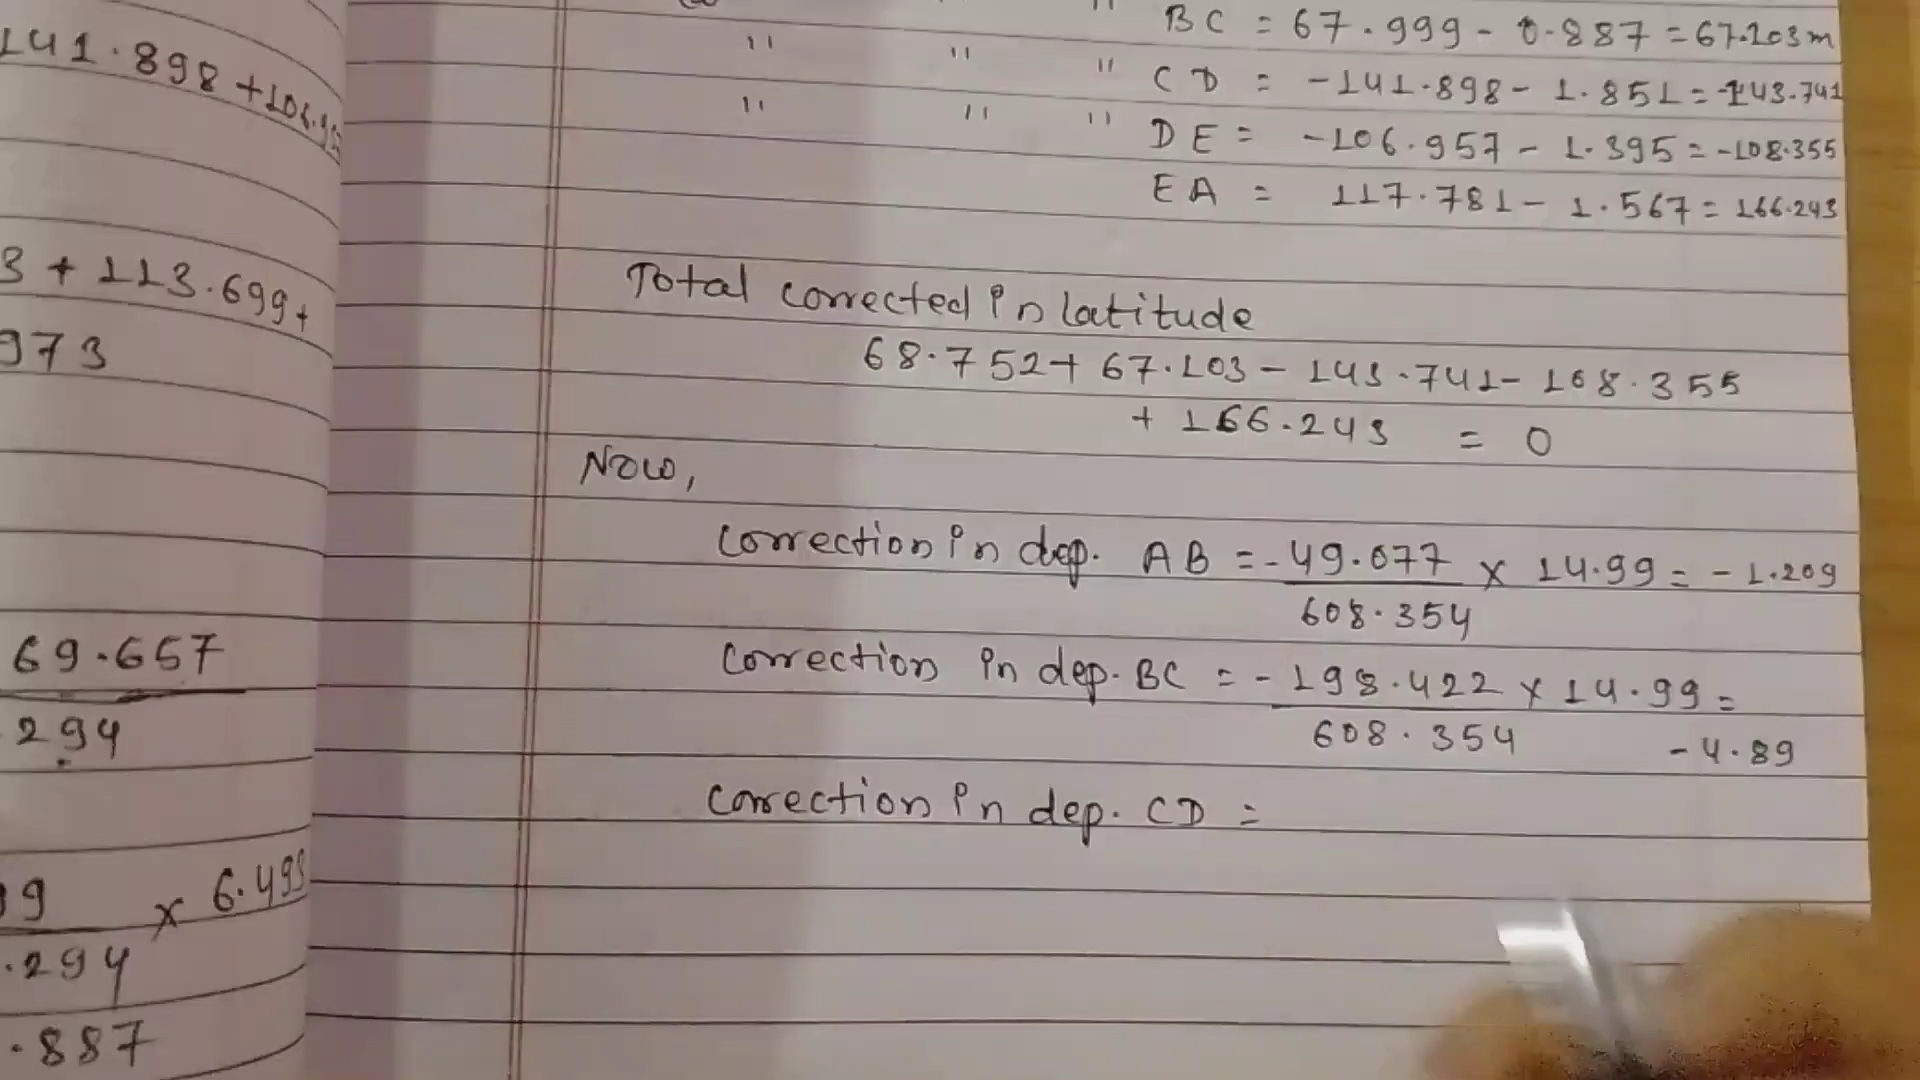 141.898 + 106.957
3 + 113.699 +
973
69.657
294
99 × 6.493
.294
.887
" " BC = 67.999 - 0.887 = 67.103m
" " " CD = -141.898 - 1.851 = -143.741
" " " DE = -106.957 - 1.395 = -108.355
EA = 117.781 - 1.567 = 166.243
Total corrected in latitude
68.752 + 67.103 - 143.741 - 108.355
+ 166.243 = 0
Now,
Correction in dep. AB = -49.077 × 14.99 = -1.209
608.354
Correction in dep. BC = -198.422 × 14.99 =
608.354 -4.89
Correction in dep. CD =